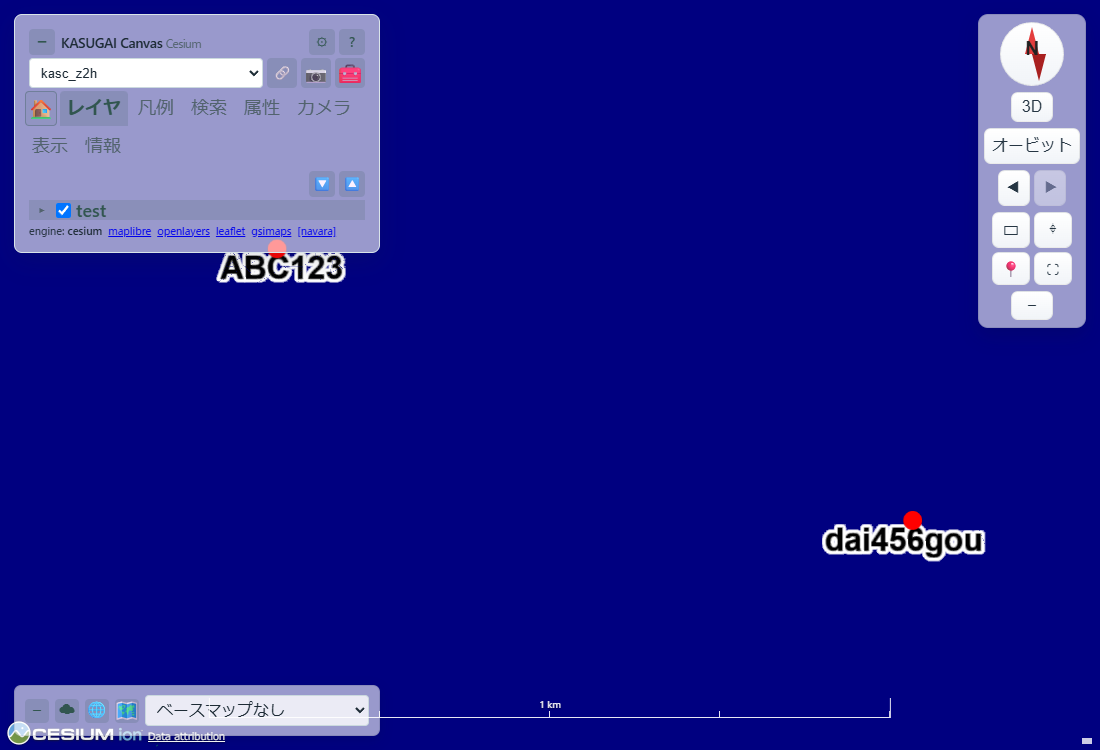 KASUGAI Canvas Cesium
?
kasc_z2h
レイヤ 凡例 検索 属性 カメラ
表示 情報
test
engine: cesium maplibre openlayers leaflet gsimaps [navara]
ABC123
N
3D
オービット
dai456gou
1 km
ベースマップなし
CESIUM ion Data attribution